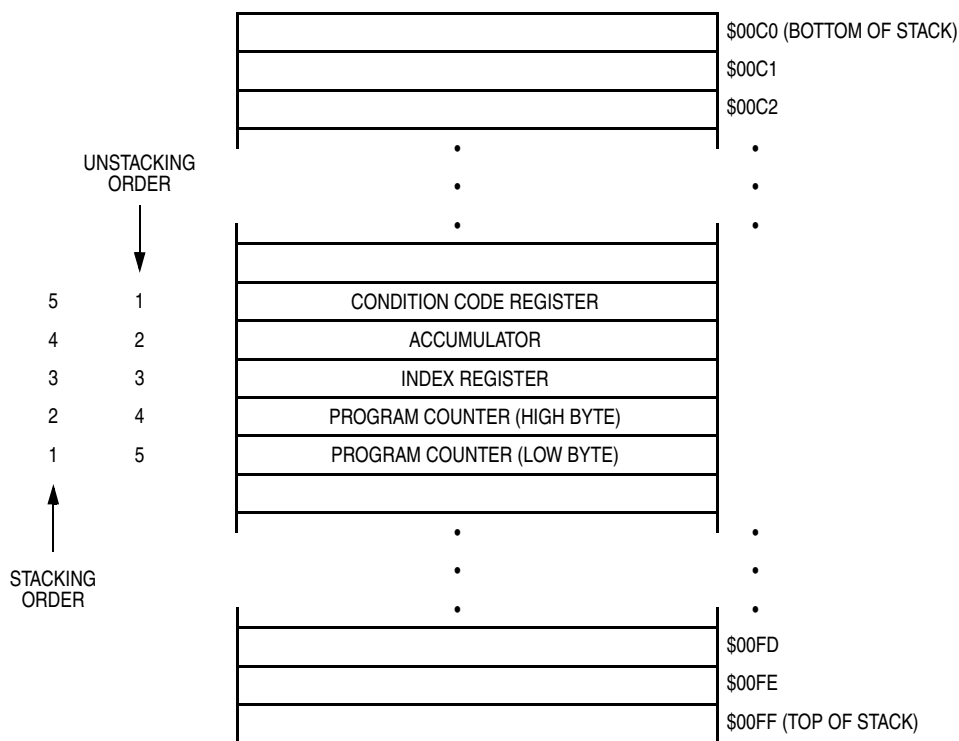 $00C0 (BOTTOM OF STACK)
$00C1
$00C2
UNSTACKING
ORDER
5 1 CONDITION CODE REGISTER
4 2 ACCUMULATOR
3 3 INDEX REGISTER
2 4 PROGRAM COUNTER (HIGH BYTE)
1 5 PROGRAM COUNTER (LOW BYTE)
STACKING
ORDER
$00FD
$00FE
$00FF (TOP OF STACK)